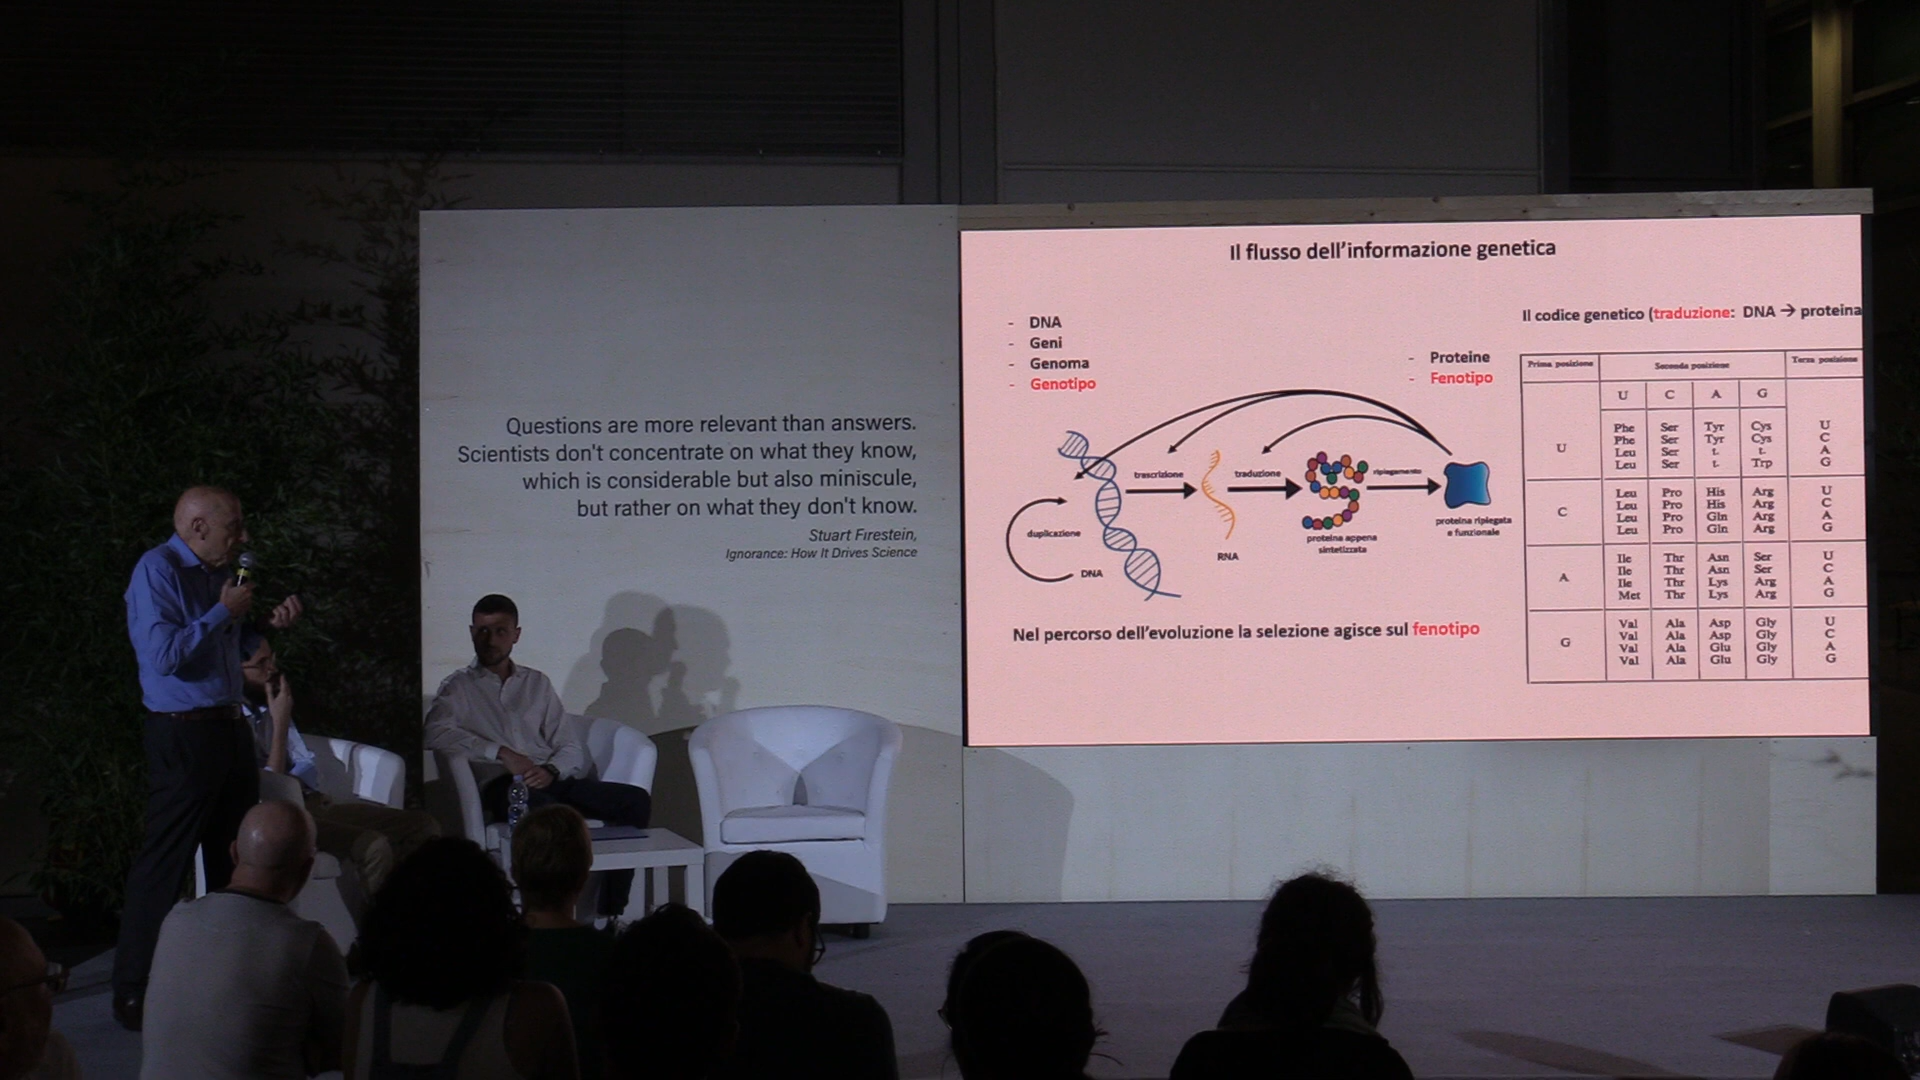 Questions are more relevant than answers.
Scientists don't concentrate on what they know,
which is considerable but also miniscule,
but rather on what they don't know.
Stuart Firestein,
Ignorance: How It Drives Science
Il flusso dell'informazione genetica
- DNA
- Geni
- Genoma
- Genotipo
- Proteine
- Fenotipo
trascrizione
traduzione
ripiegamento
duplicazione
DNA
RNA
proteina appena
sintetizzata
proteina ripiegata
e funzionale
Nel percorso dell'evoluzione la selezione agisce sul fenotipo
Il codice genetico (traduzione: DNA → proteina
Prima posizione Seconda posizione Terza posizione
U C A G
U
Phe Ser Tyr Cys U
Phe Ser Tyr Cys C
Leu Ser t. t. A
Leu Ser t. Trp G
C
Leu Pro His Arg U
Leu Pro His Arg C
Leu Pro Gln Arg A
Leu Pro Gln Arg G
A
Ile Thr Asn Ser U
Ile Thr Asn Ser C
Ile Thr Lys Arg A
Met Thr Lys Arg G
G
Val Ala Asp Gly U
Val Ala Asp Gly C
Val Ala Glu Gly A
Val Ala Glu Gly G